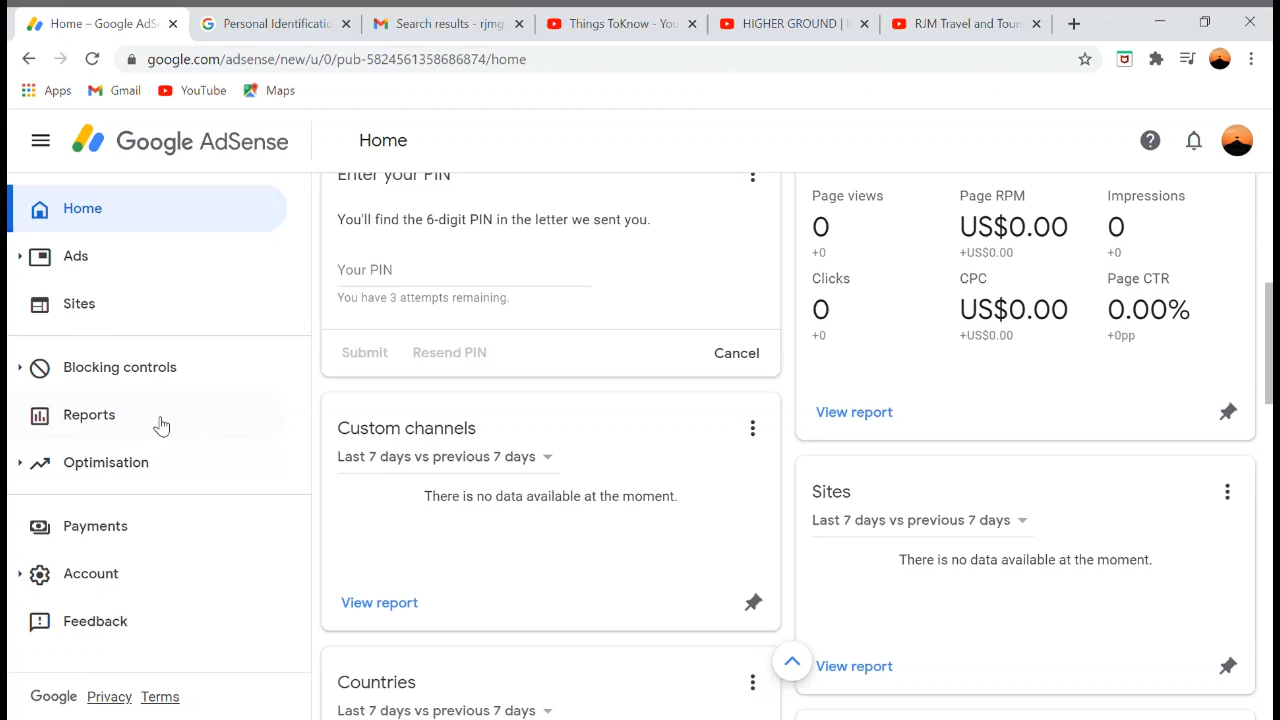 Home – Google AdS
Personal Identificatio
Search results - rjmg
Things ToKnow - You
HIGHER GROUND |
RJM Travel and Tours
google.com/adsense/new/u/0/pub-5824561358686874/home
Apps
Gmail
YouTube
Maps
Google AdSense
Home
Home
Ads
Sites
Blocking controls
Reports
Optimisation
Payments
Account
Feedback
Google Privacy Terms
Enter your PIN
You'll find the 6-digit PIN in the letter we sent you.
Your PIN
You have 3 attempts remaining.
Submit Resend PIN Cancel
Custom channels
Last 7 days vs previous 7 days
There is no data available at the moment.
View report
Countries
Last 7 days vs previous 7 days
Page views Page RPM Impressions
0 US$0.00 0
+0 +US$0.00 +0
Clicks CPC Page CTR
0 US$0.00 0.00%
+0 +US$0.00 +0pp
View report
Sites
Last 7 days vs previous 7 days
There is no data available at the moment.
View report